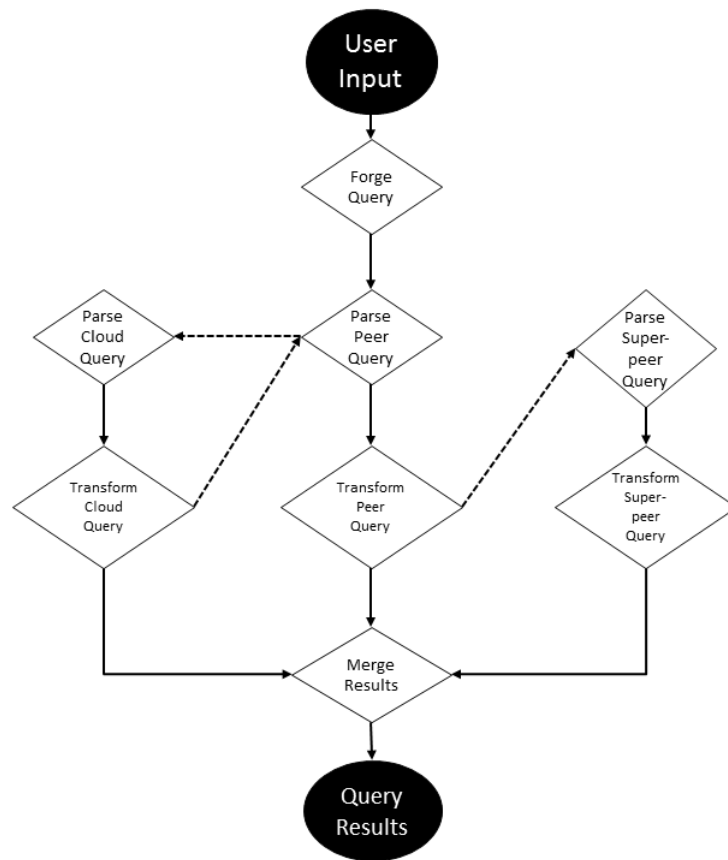 User
Input
Forge
Query
Parse
Cloud
Query
Parse
Peer
Query
Parse
Super-
peer
Query
Transform
Cloud
Query
Transform
Peer
Query
Transform
Super-
peer
Query
Merge
Results
Query
Results